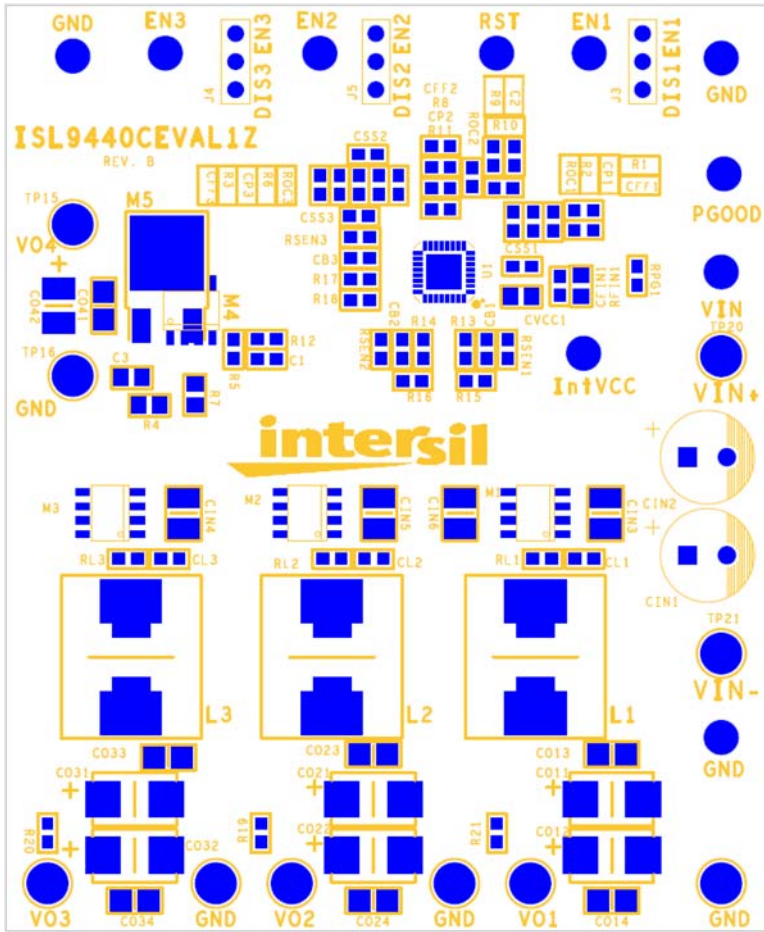 GND
EN3
EN2
RST
EN1
GND
J4
DIS3 EN3
J5
DIS2 EN2
J3
DIS1EN1
CFF2
R8
CP2
R11
ROC2
R9
C2
R10
ISL9440CEVAL1Z
REV. B
CSS2
TP15
M5
CFF3
R3
CP3
R6
ROC3
ROC1
R2
CP1
R1
CFF1
PGOOD
VO4
+
CSS3
RSEN3
CB3
R17
R18
U1
CSS1
CFIN1
RFIN1
RPG1
CVCC1
VIN
CO42
CO41
M4
TP16
TP20
VIN+
C3
R5
R12
C1
RSEN2
CB2
R14
R13
CB1
RSEN1
R16
R15
IntVCC
GND
R4
R7
intersil
+
CIN2
M3
CIN4
M2
CIN5
CIN6
M1
CIN3
+
RL3
CL3
RL2
CL2
RL1
CL1
CIN1
TP21
VIN-
L3
L2
L1
GND
CO33
CO23
CO13
CO31
+
CO21
+
CO11
+
R20
+
CO32
R19
CO22
+
R21
CO12
+
VO3
CO34
GND
VO2
CO24
GND
VO1
CO14
GND